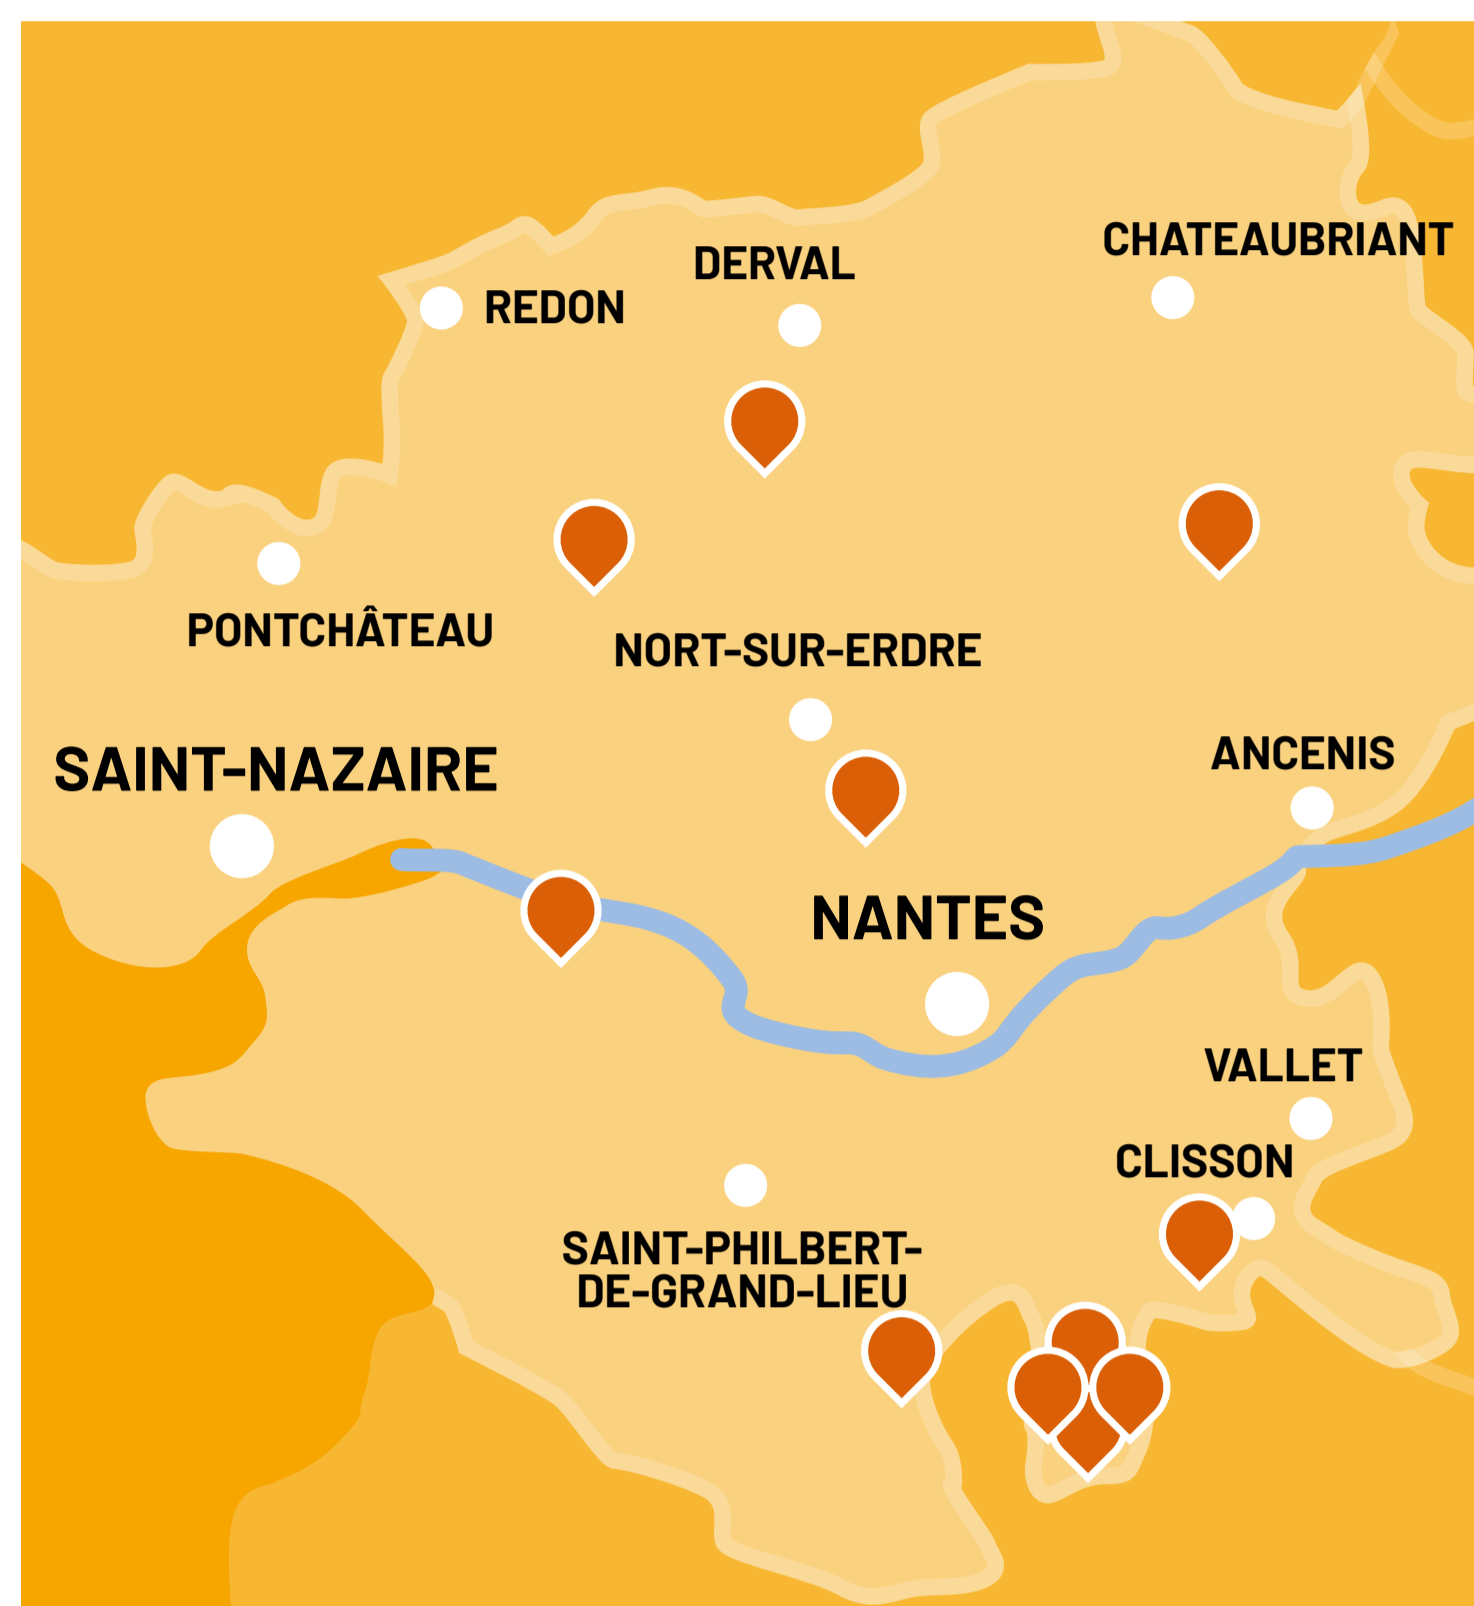 CHATEAUBRIANT
DERVAL
REDON
PONTCHÂTEAU
NORT-SUR-ERDRE
ANCENIS
SAINT-NAZAIRE
NANTES
VALLET
CLISSON
SAINT-PHILBERT-
DE-GRAND-LIEU